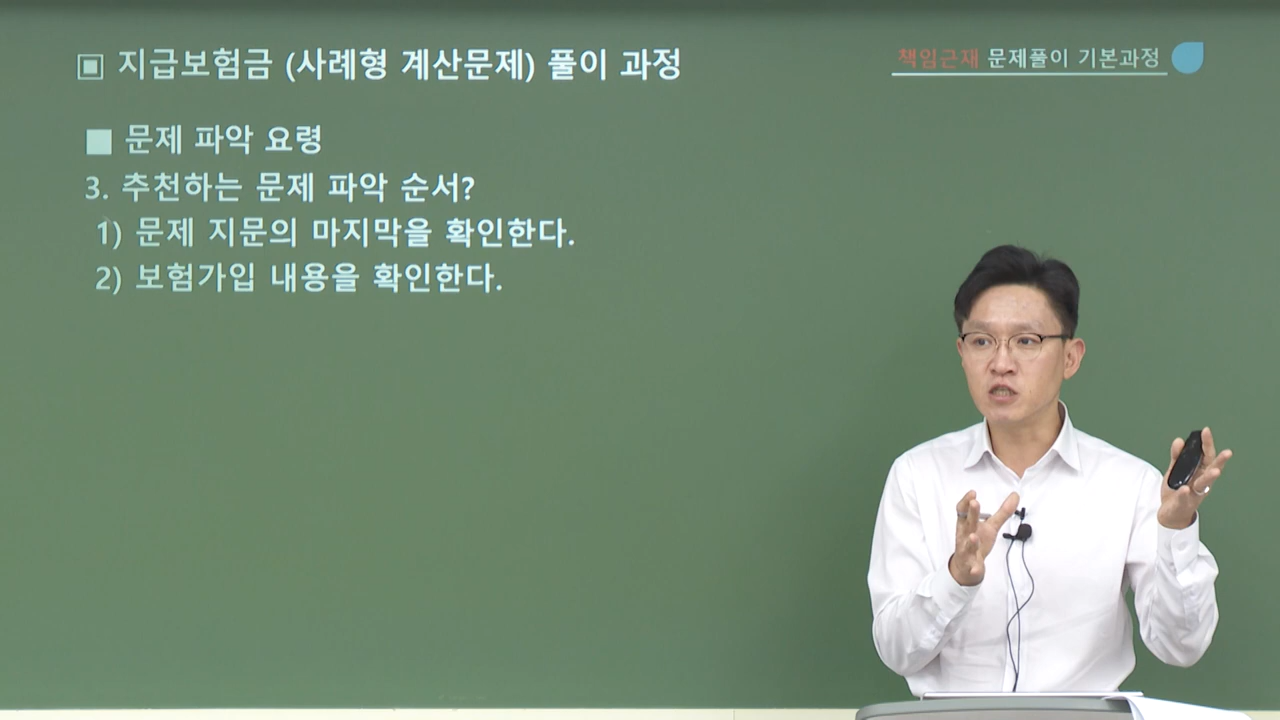 ▣ 지급보험금 (사례형 계산문제) 풀이 과정
책임근재 문제풀이 기본과정
■ 문제 파악 요령
3. 추천하는 문제 파악 순서?
1) 문제 지문의 마지막을 확인한다.
2) 보험가입 내용을 확인한다.